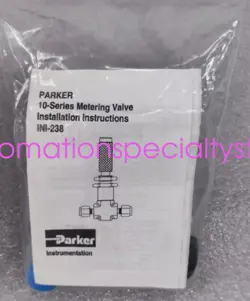 PARKER
10-Series Metering Valve
Installation Instructions
INI-238
omationspecialtys
Parker
Instrumentation